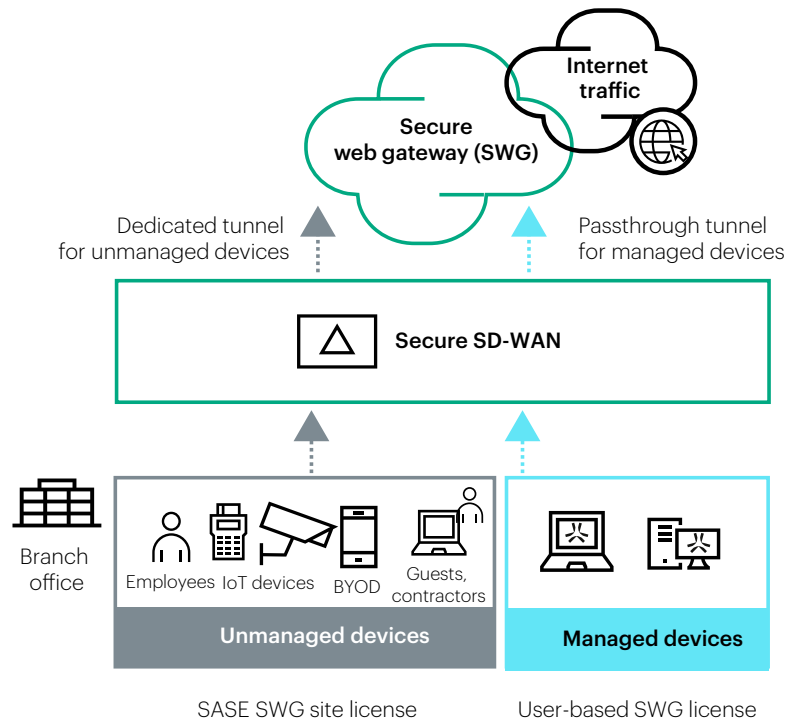 Internet
traffic
Secure
web gateway (SWG)
Dedicated tunnel
for unmanaged devices
Passthrough tunnel
for managed devices
Secure SD-WAN
Branch
office
Employees
IoT devices
BYOD
Guests,
contractors
Unmanaged devices
Managed devices
SASE SWG site license
User-based SWG license